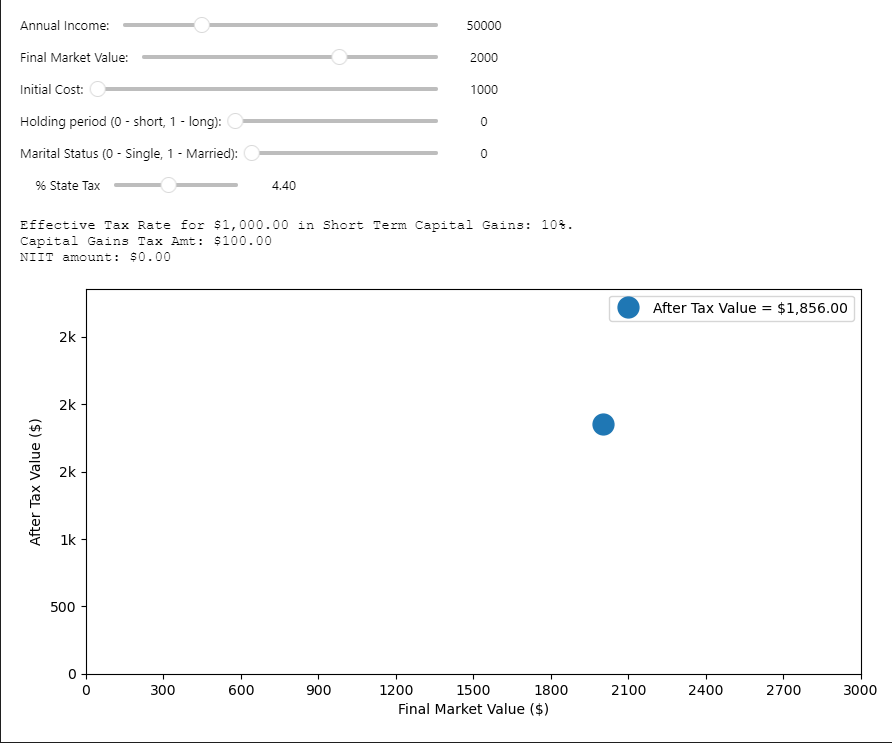 Annual Income: 50000
Final Market Value: 2000
Initial Cost: 1000
Holding period (0 - short, 1 - long): 0
Marital Status (0 - Single, 1 - Married): 0
% State Tax 4.40
Effective Tax Rate for $1,000.00 in Short Term Capital Gains: 10%.
Capital Gains Tax Amt: $100.00
NIIT amount: $0.00
After Tax Value = $1,856.00
After Tax Value ($)
2k
2k
2k
1k
500
0
0 300 600 900 1200 1500 1800 2100 2400 2700 3000
Final Market Value ($)